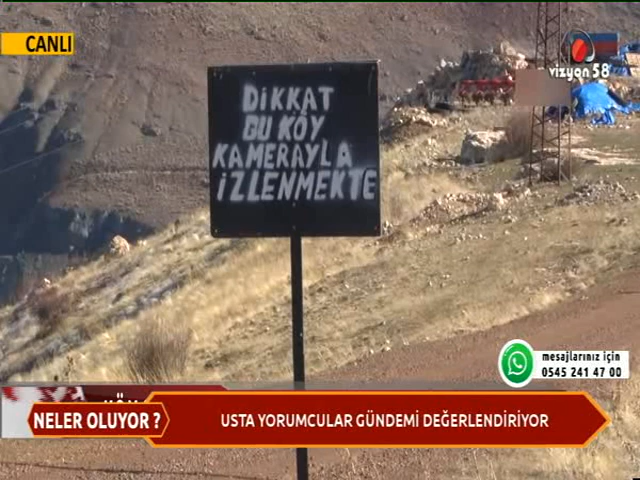 CANLI
vizyon 58
DİKKAT
BU KÖY
KAMERAYLA
İZLENMEKTE
mesajlarınız için
0545 241 47 00
NELER OLUYOR ?
USTA YORUMCULAR GÜNDEMİ DEĞERLENDİRİYOR